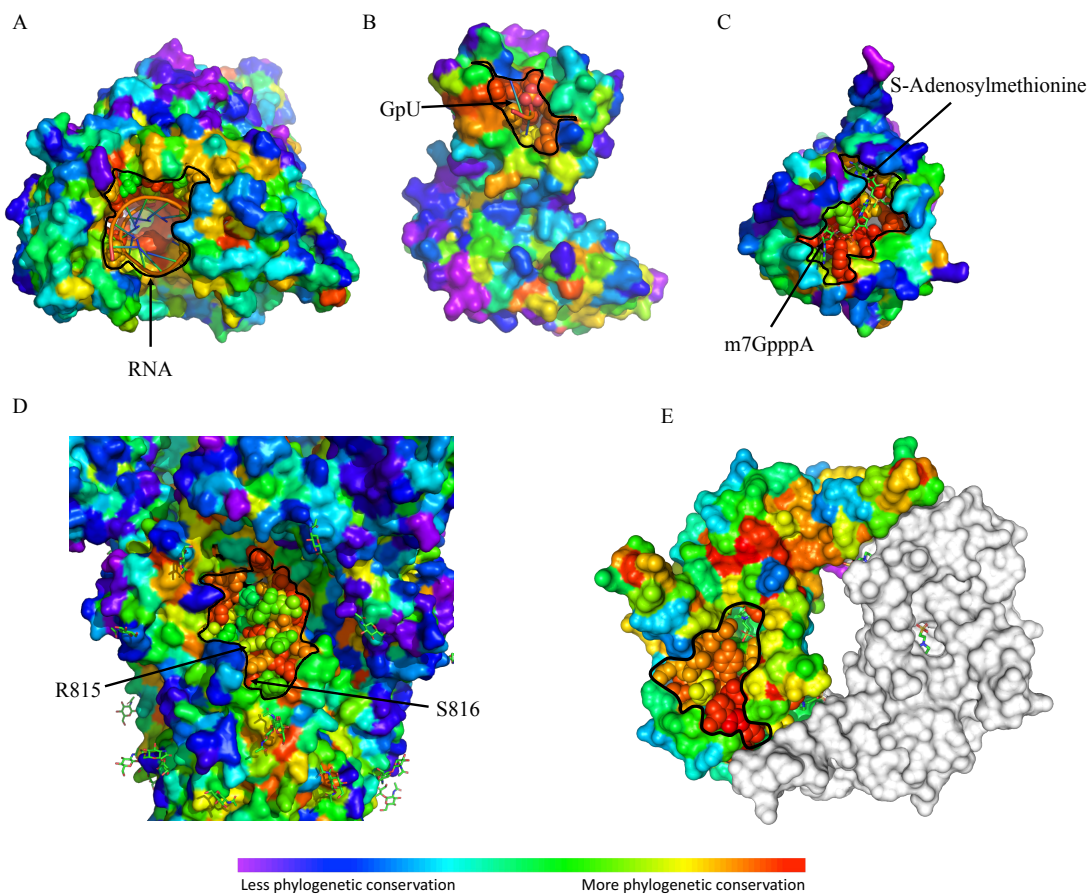 A
B
C
S-Adenosylmethionine
GpU
m7GpppA
RNA
D
E
R815
S816
Less phylogenetic conservation
More phylogenetic conservation